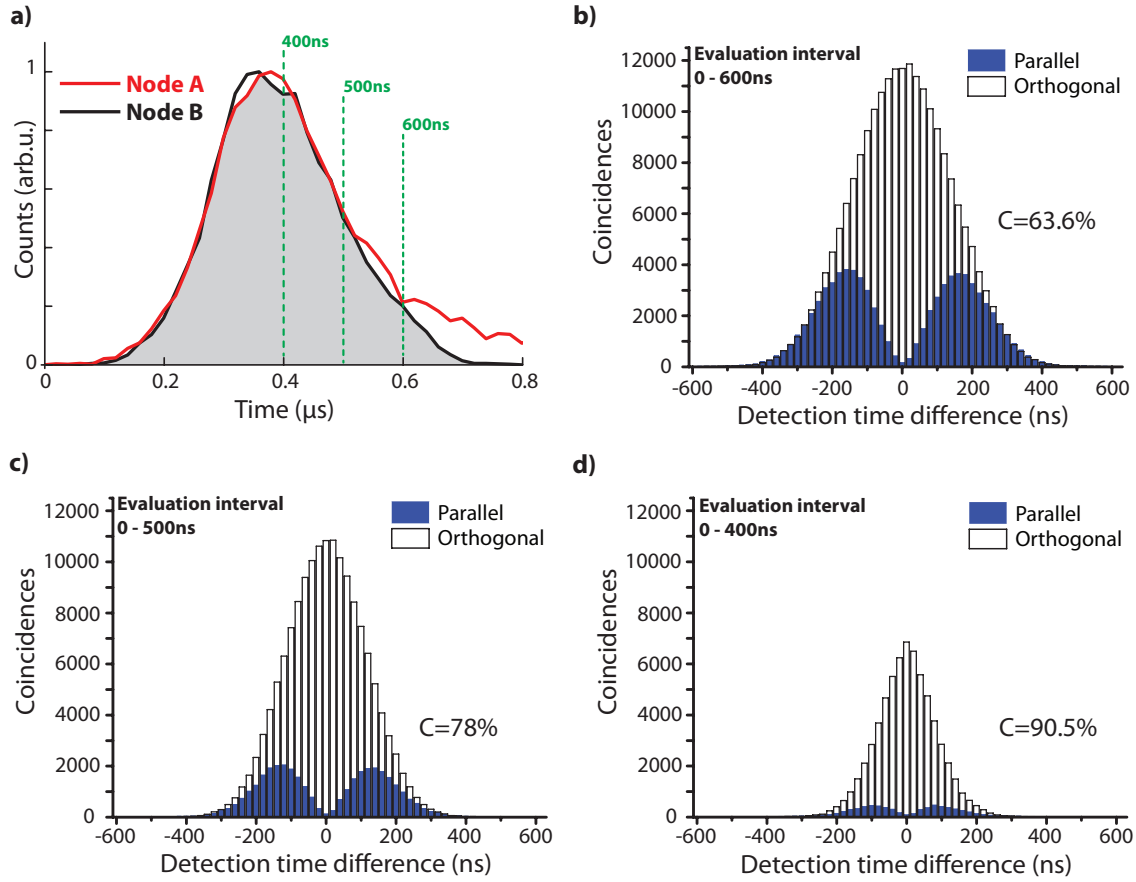 a)
400ns
500ns
600ns
Node A
Node B
1
0
Counts (arb.u.)
0 0.2 0.4 0.6 0.8
Time (μs)
b)
Evaluation interval
0 - 600ns
Parallel
Orthogonal
C=63.6%
12000
10000
8000
6000
4000
2000
0
Coincidences
-600 -400 -200 0 200 400 600
Detection time difference (ns)
c)
Evaluation interval
0 - 500ns
Parallel
Orthogonal
C=78%
12000
10000
8000
6000
4000
2000
0
Coincidences
-600 -400 -200 0 200 400 600
Detection time difference (ns)
d)
Evaluation interval
0 - 400ns
Parallel
Orthogonal
C=90.5%
12000
10000
8000
6000
4000
2000
0
Coincidences
-600 -400 -200 0 200 400 600
Detection time difference (ns)